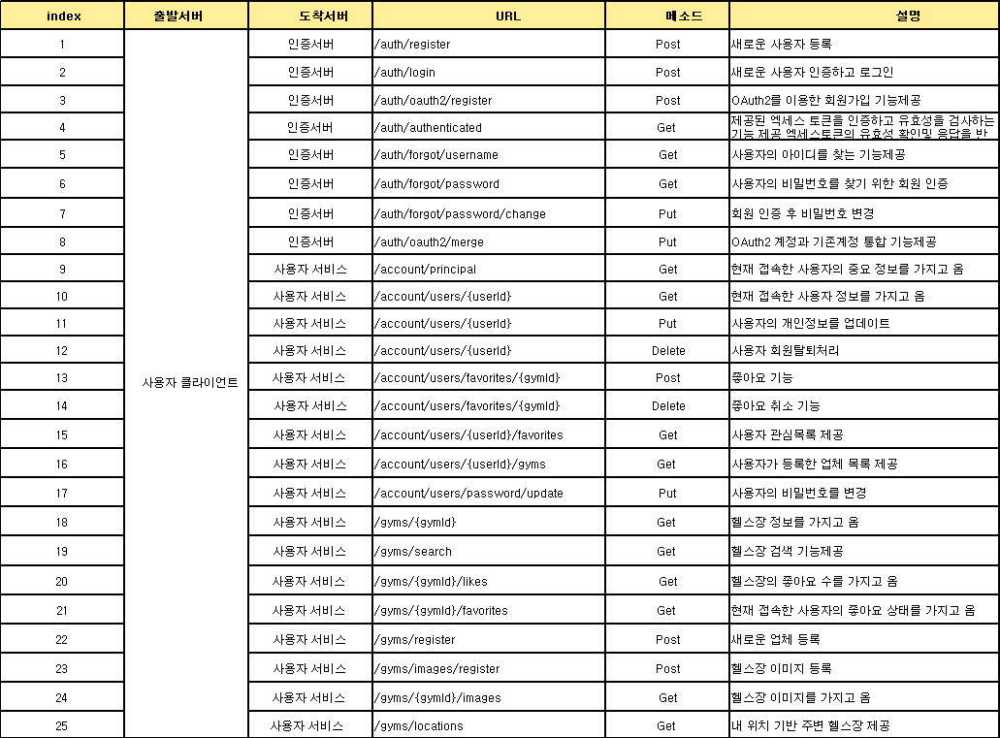 index 출발서버 도착서버 URL 메소드 설명
1 인증서버 /auth/register Post 새로운 사용자 등록
2 인증서버 /auth/login Post 새로운 사용자 인증하고 로그인
3 인증서버 /auth/oauth2/register Post OAuth2를 이용한 회원가입 기능제공
4 인증서버 /auth/authenticated Get 제공된 엑세스 토큰을 인증하고 유효성을 검사하는
기능 제공 엑세스토큰의 유효성 확인및 응답을 반
5 인증서버 /auth/forgot/username Get 사용자의 아이디를 찾는 기능제공
6 인증서버 /auth/forgot/password Get 사용자의 비밀번호를 찾기 위한 회원 인증
7 인증서버 /auth/forgot/password/change Put 회원 인증 후 비밀번호 변경
8 인증서버 /auth/oauth2/merge Put OAuth2 계정과 기존계정 통합 기능제공
9 사용자 서비스 /account/principal Get 현재 접속한 사용자의 중요 정보를 가지고 옴
10 사용자 서비스 /account/users/{userId} Get 현재 접속한 사용자 정보를 가지고 옴
11 사용자 서비스 /account/users/{userId} Put 사용자의 개인정보를 업데이트
12 사용자 서비스 /account/users/{userId} Delete 사용자 회원탈퇴처리
13 사용자 클라이언트 사용자 서비스 /account/users/favorites/{gymId} Post 좋아요 기능
14 사용자 서비스 /account/users/favorites/{gymId} Delete 좋아요 취소 기능
15 사용자 서비스 /account/users/{userId}/favorites Get 사용자 관심목록 제공
16 사용자 서비스 /account/users/{userId}/gyms Get 사용자가 등록한 업체 목록 제공
17 사용자 서비스 /account/users/password/update Put 사용자의 비밀번호를 변경
18 사용자 서비스 /gyms/{gymId} Get 헬스장 정보를 가지고 옴
19 사용자 서비스 /gyms/search Get 헬스장 검색 기능제공
20 사용자 서비스 /gyms/{gymId}/likes Get 헬스장의 좋아요 수를 가지고 옴
21 사용자 서비스 /gyms/{gymId}/favorites Get 현재 접속한 사용자의 좋아요 상태를 가지고 옴
22 사용자 서비스 /gyms/register Post 새로운 업체 등록
23 사용자 서비스 /gyms/images/register Post 헬스장 이미지 등록
24 사용자 서비스 /gyms/{gymId}/images Get 헬스장 이미지를 가지고 옴
25 사용자 서비스 /gyms/locations Get 내 위치 기반 주변 헬스장 제공